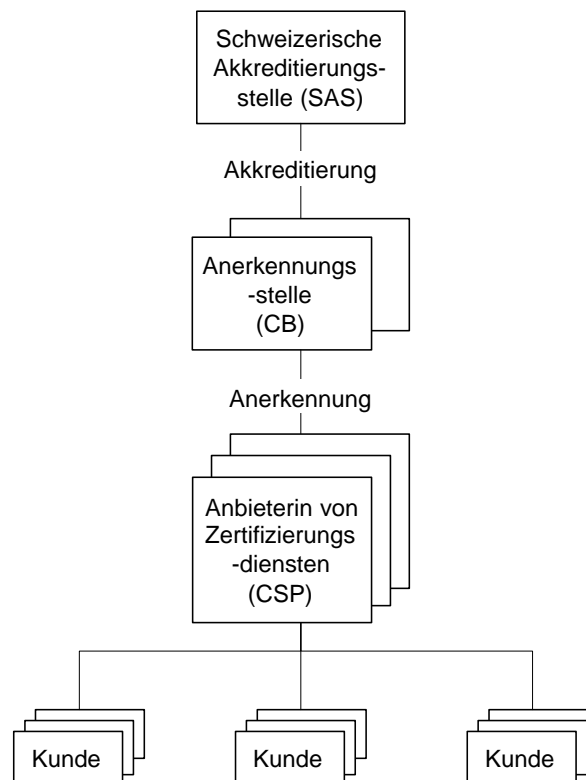 Schweizerische
Akkreditierungs-
stelle (SAS)
Akkreditierung
Anerkennungs
-stelle
(CB)
Anerkennung
Anbieterin von
Zertifizierungs
-diensten
(CSP)
Kunde
Kunde
Kunde